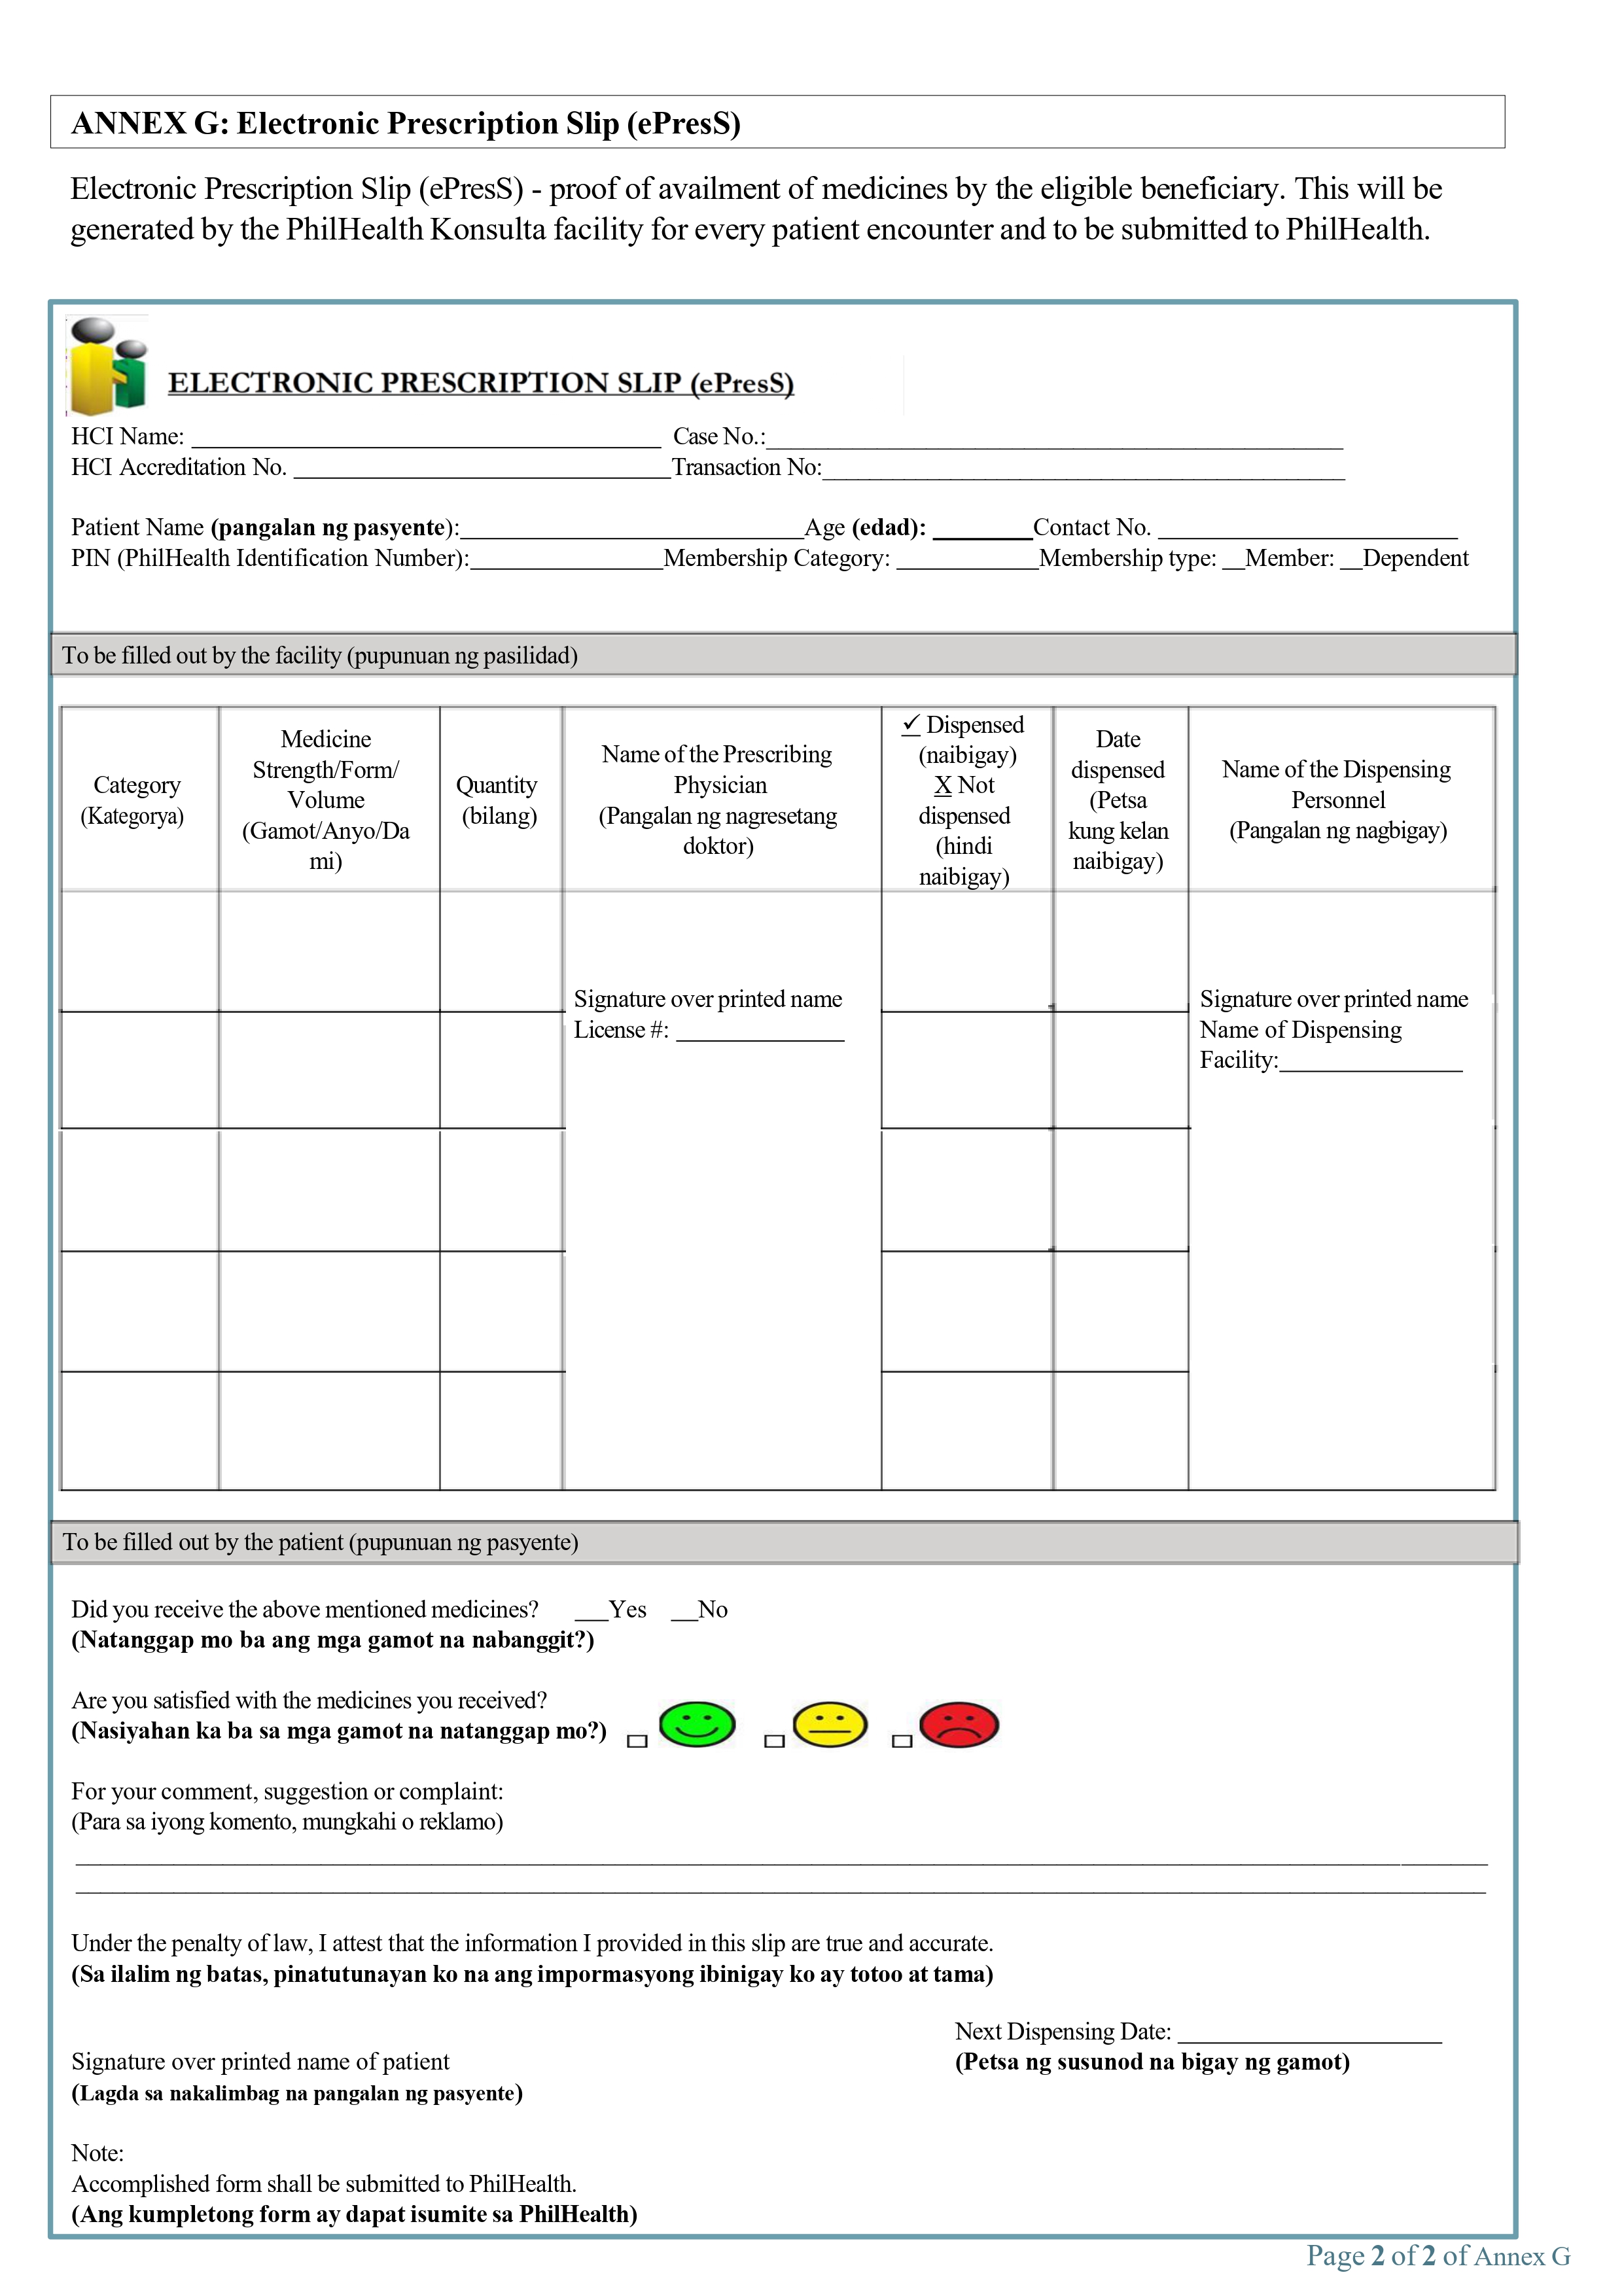 ANNEX G: Electronic Prescription Slip (ePresS)
Electronic Prescription Slip (ePresS) - proof of availment of medicines by the eligible beneficiary. This will be
generated by the PhilHealth Konsulta facility for every patient encounter and to be submitted to PhilHealth.
ELECTRONIC PRESCRIPTION SLIP (ePresS)
HCI Name: ____________ Case No.:____________
HCI Accreditation No. ____________Transaction No:____________
Patient Name (pangalan ng pasyente):____________Age (edad): ________Contact No. ____________
PIN (PhilHealth Identification Number):____________Membership Category: ____________Membership type: __Member: __Dependent
To be filled out by the facility (pupunuan ng pasilidad)
Category
(Kategorya)
Medicine
Strength/Form/
Volume
(Gamot/Anyo/Da
mi)
Quantity
(bilang)
Name of the Prescribing
Physician
(Pangalan ng nagresetang
doktor)
✓ Dispensed
(naibigay)
X Not
dispensed
(hindi
naibigay)
Date
dispensed
(Petsa
kung kelan
naibigay)
Name of the Dispensing
Personnel
(Pangalan ng nagbigay)
Signature over printed name
License #: ____________
Signature over printed name
Name of Dispensing
Facility:____________
To be filled out by the patient (pupunuan ng pasyente)
Did you receive the above mentioned medicines? ___Yes __No
(Natanggap mo ba ang mga gamot na nabanggit?)
Are you satisfied with the medicines you received?
(Nasiyahan ka ba sa mga gamot na natanggap mo?)
For your comment, suggestion or complaint:
(Para sa iyong komento, mungkahi o reklamo)
Under the penalty of law, I attest that the information I provided in this slip are true and accurate.
(Sa ilalim ng batas, pinatutunayan ko na ang impormasyong ibinigay ko ay totoo at tama)
Next Dispensing Date: ____________
Signature over printed name of patient
(Petsa ng susunod na bigay ng gamot)
(Lagda sa nakalimbag na pangalan ng pasyente)
Note:
Accomplished form shall be submitted to PhilHealth.
(Ang kumpletong form ay dapat isumite sa PhilHealth)
Page 2 of 2 of Annex G